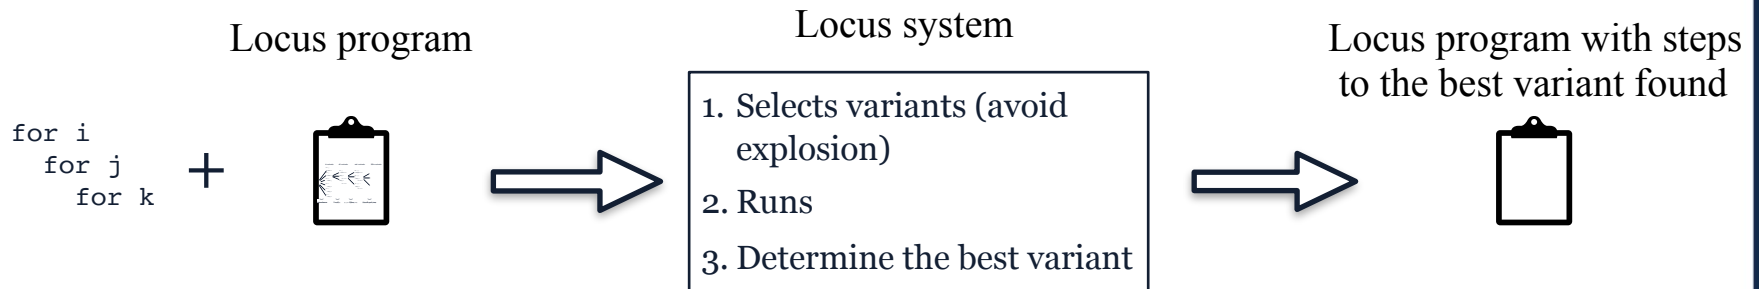 for i
for j
for k
+
Locus program
Locus system
1. Selects variants (avoid
explosion)
2. Runs
3. Determine the best variant
Locus program with steps
to the best variant found